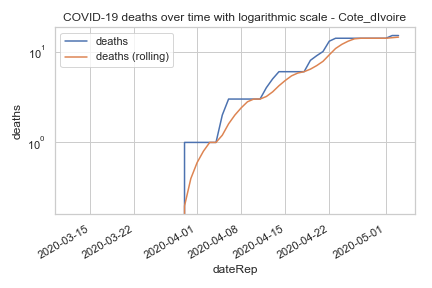 COVID-19 deaths over time with logarithmic scale - Cote_dIvoire
deaths
deaths (rolling)
10¹
10⁰
deaths
2020-03-15
2020-03-22
2020-04-01
2020-04-08
2020-04-15
2020-04-22
2020-05-01
dateRep